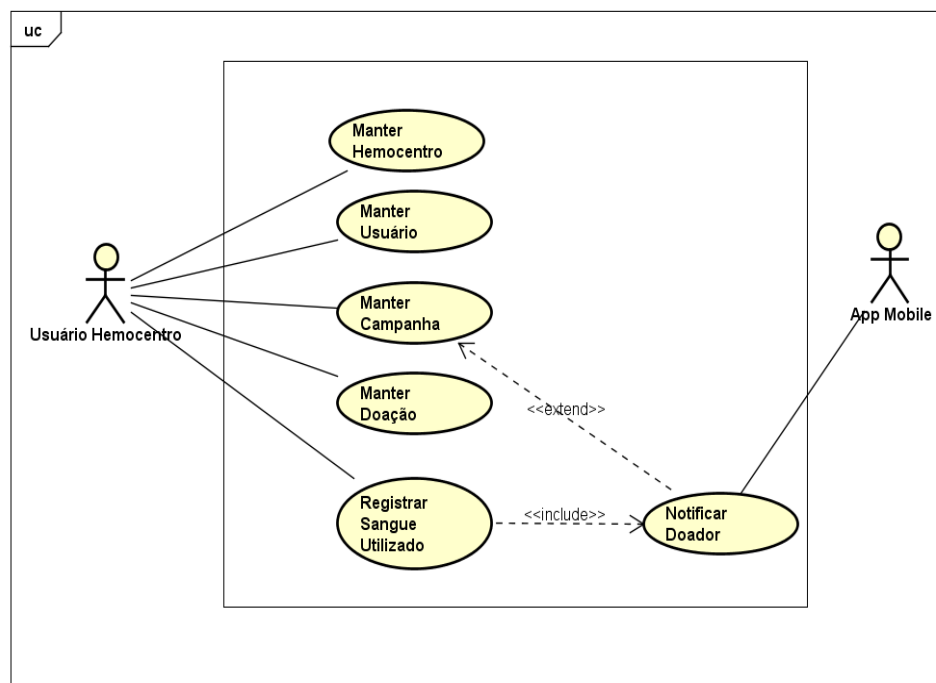 uc
Manter
Hemocentro
Manter
Usuário
Manter
Campanha
Manter
Doação
Registrar
Sangue
Utilizado
Usuário Hemocentro
<<extend>>
<<include>>
Notificar
Doador
App Mobile